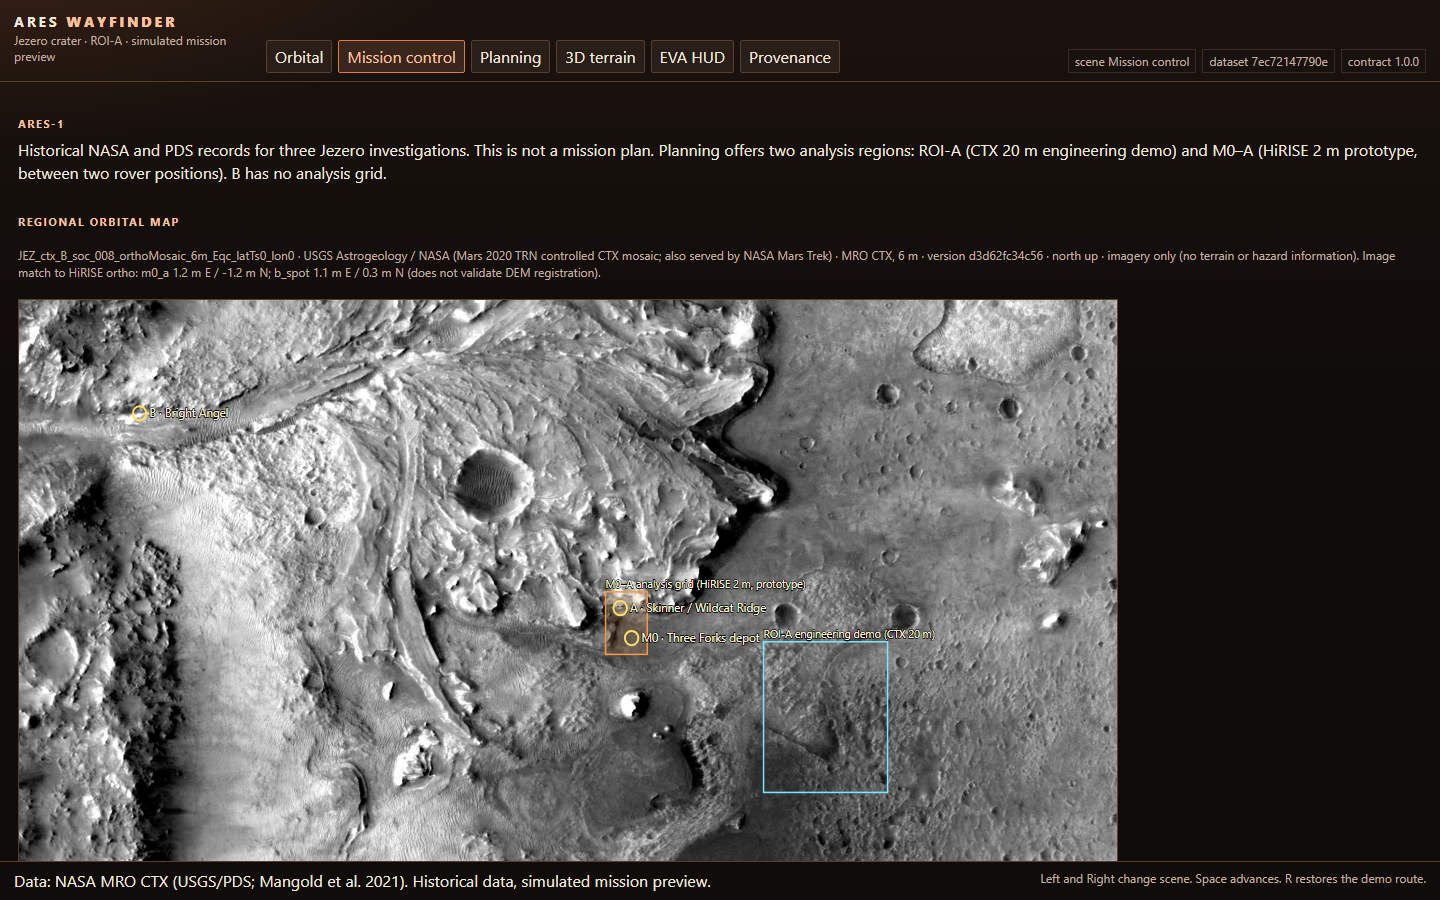 ARES WAYFINDER
Jezero crater · ROI-A · simulated mission
preview
Orbital
Mission control
Planning
3D terrain
EVA HUD
Provenance
scene Mission control
dataset 7ec72147790e
contract 1.0.0
ARES-1
Historical NASA and PDS records for three Jezero investigations. This is not a mission plan. Planning offers two analysis regions: ROI-A (CTX 20 m engineering demo) and M0–A (HiRISE 2 m prototype,
between two rover positions). B has no analysis grid.
REGIONAL ORBITAL MAP
JEZ_ctx_B_soc_008_orthoMosaic_6m_Eqc_latTs0_lon0 · USGS Astrogeology / NASA (Mars 2020 TRN controlled CTX mosaic; also served by NASA Mars Trek) · MRO CTX, 6 m · version d3d62fc34c56 · north up · imagery only (no terrain or hazard information). Image
match to HiRISE ortho: m0_a 1.2 m E / -1.2 m N; b_spot 1.1 m E / 0.3 m N (does not validate DEM registration).
B · Bright Angel
M0–A analysis grid (HiRISE 2 m, prototype)
A · Skinner / Wildcat Ridge
M0 · Three Forks depot
ROI-A engineering demo (CTX 20 m)
Data: NASA MRO CTX (USGS/PDS; Mangold et al. 2021). Historical data, simulated mission preview.
Left and Right change scene. Space advances. R restores the demo route.